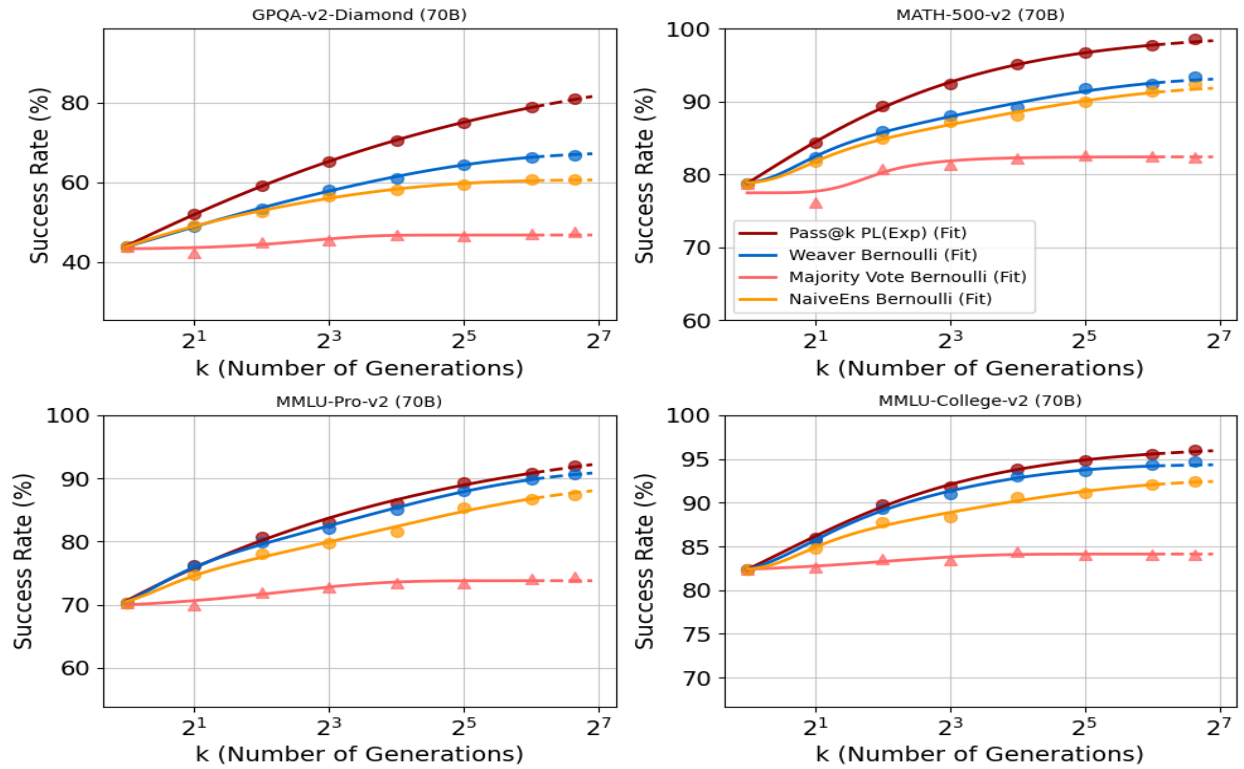 GPQA-v2-Diamond (70B)
Success Rate (%)
80
60
40
2^1
2^3
2^5
2^7
k (Number of Generations)
MATH-500-v2 (70B)
Success Rate (%)
100
90
80
70
60
Pass@k PL(Exp) (Fit)
Weaver Bernoulli (Fit)
Majority Vote Bernoulli (Fit)
NaiveEns Bernoulli (Fit)
2^1
2^3
2^5
2^7
k (Number of Generations)
MMLU-Pro-v2 (70B)
Success Rate (%)
100
90
80
70
60
2^1
2^3
2^5
2^7
k (Number of Generations)
MMLU-College-v2 (70B)
Success Rate (%)
100
95
90
85
80
75
70
2^1
2^3
2^5
2^7
k (Number of Generations)